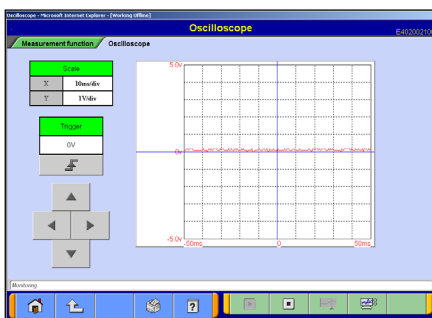 Oscilloscope - Microsoft Internet Explorer - [Working Offline]
Oscilloscope
E40200210
Measurement function
Oscilloscope
Scale
X 10ms/div
Y 1V/div
Trigger
0V
5.0v
0v
-5.0v
-50ms 0 50ms
Monitoring
?